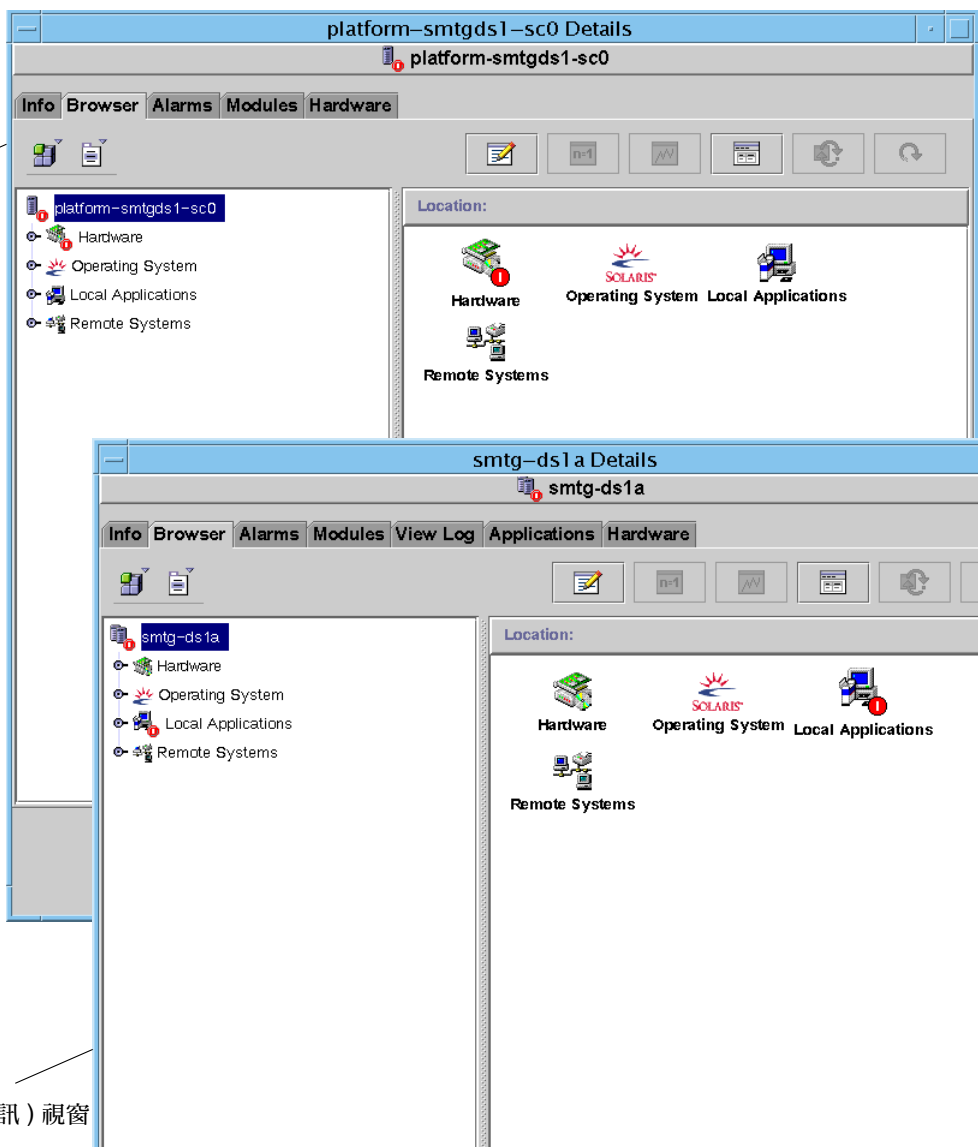 platform-smtgds1-sc0 Details
platform-smtgds1-sc0
Info Browser Alarms Modules Hardware
n=1
platform-smtgds1-sc0
Hardware
Operating System
Local Applications
Remote Systems
Location:
Hardware
SOLARIS
Operating System
Local Applications
Remote Systems
smtg-ds1a Details
smtg-ds1a
Info Browser Alarms Modules View Log Applications Hardware
n=1
smtg-ds1a
Hardware
Operating System
Local Applications
Remote Systems
Location:
Hardware
SOLARIS
Operating System
Local Applications
Remote Systems
訊 ) 視窗